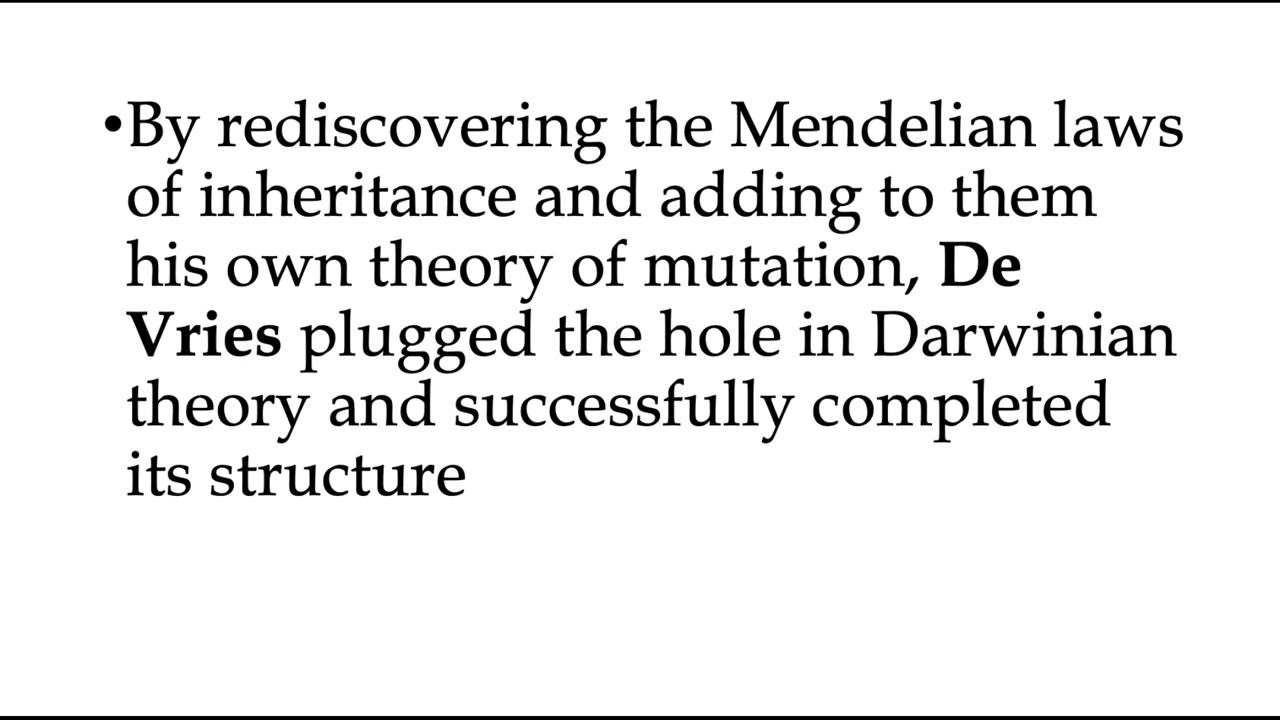 •By rediscovering the Mendelian laws
of inheritance and adding to them
his own theory of mutation, De
Vries plugged the hole in Darwinian
theory and successfully completed
its structure